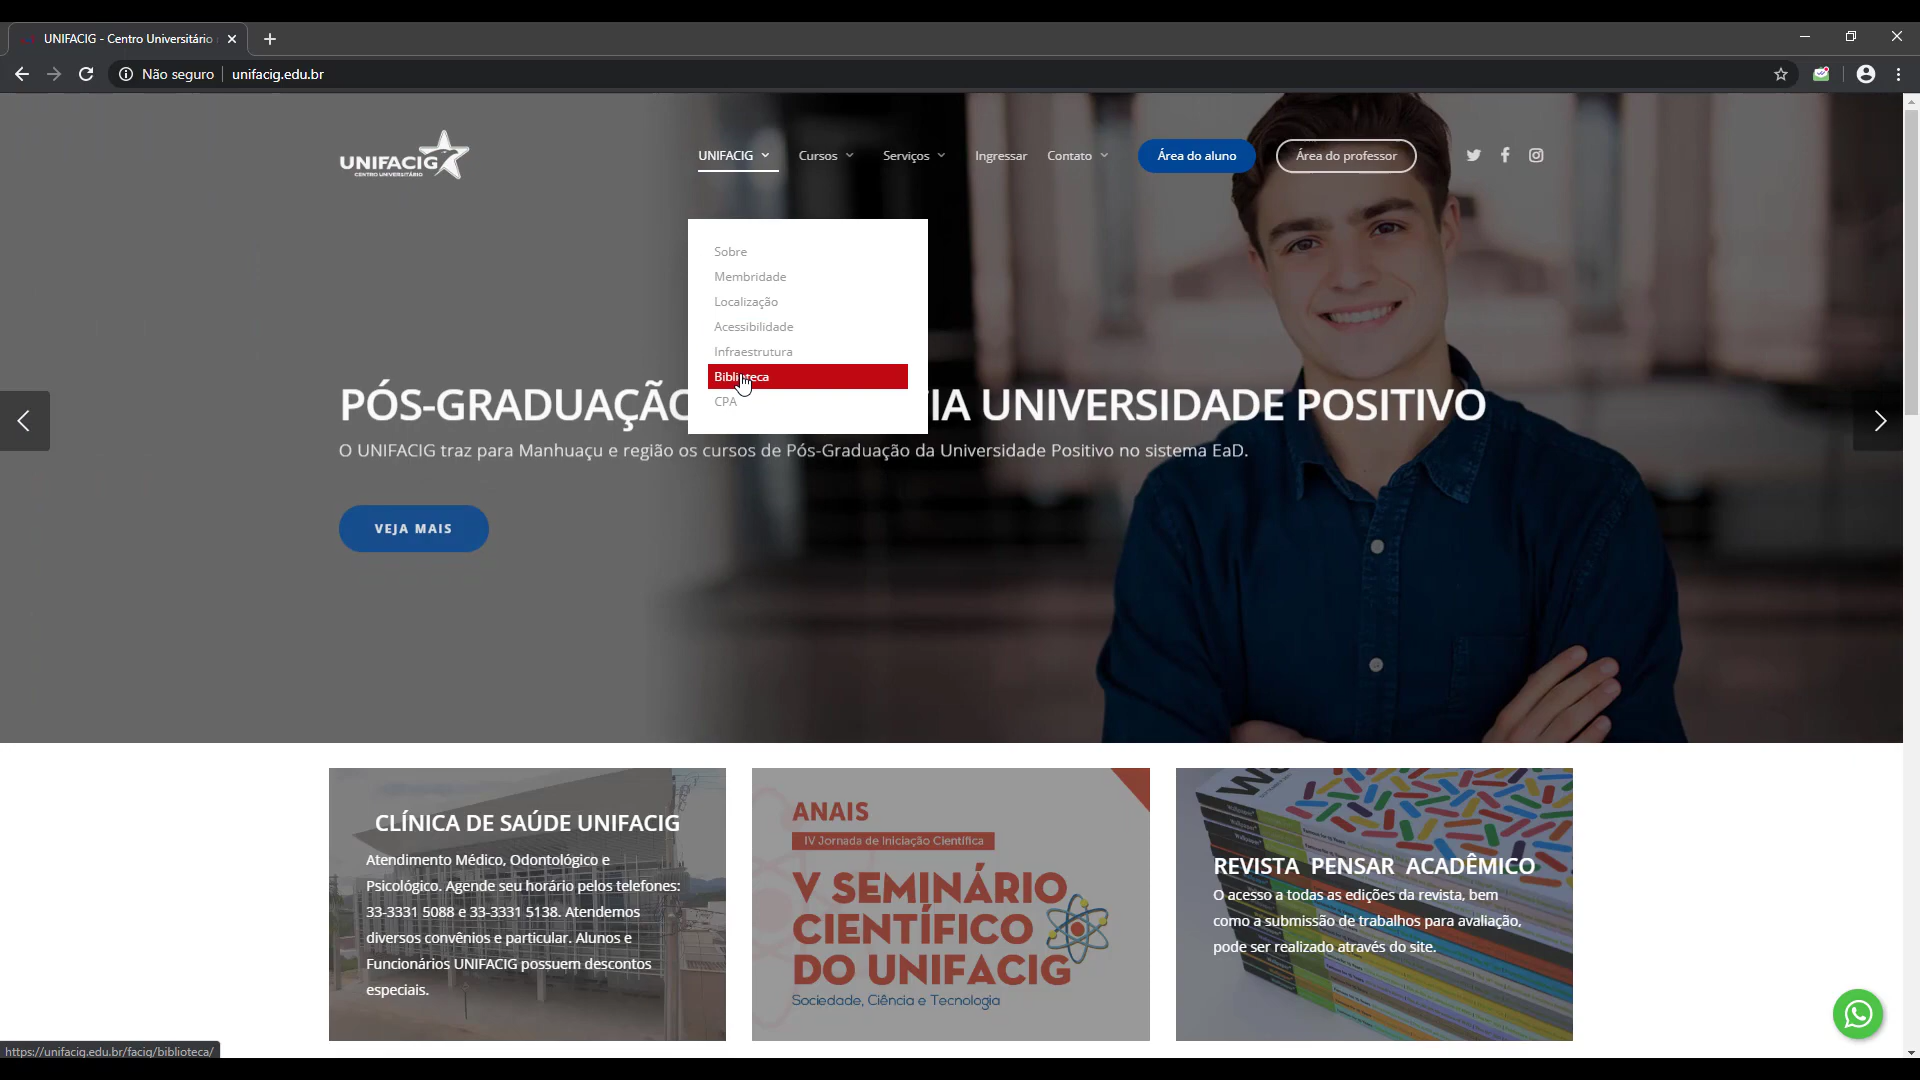 UNIFACIG - Centro Universitário
Não seguro
unifacig.edu.br
UNIFACIG
CENTRO UNIVERSITÁRIO
UNIFACIG
Cursos
Serviços
Ingressar
Contato
Área do aluno
Área do professor
Sobre
Membridade
Localização
Acessibilidade
Infraestrutura
Biblioteca
CPA
PÓS-GRADUAÇÃO IA UNIVERSIDADE POSITIVO
O UNIFACIG traz para Manhuaçu e região os cursos de Pós-Graduação da Universidade Positivo no sistema EaD.
VEJA MAIS
CLÍNICA DE SAÚDE UNIFACIG
Atendimento Médico, Odontológico e
Psicológico. Agende seu horário pelos telefones:
33-3331 5088 e 33-3331 5138. Atendemos
diversos convênios e particular. Alunos e
Funcionários UNIFACIG possuem descontos
especiais.
ANAIS
IV Jornada de Iniciação Científica
V SEMINÁRIO
CIENTÍFICO
DO UNIFACIG
Sociedade, Ciência e Tecnologia
REVISTA PENSAR ACADÊMICO
O acesso a todas as edições da revista, bem
como a submissão de trabalhos para avaliação,
pode ser realizado através do site.
https://unifacig.edu.br/facig/biblioteca/